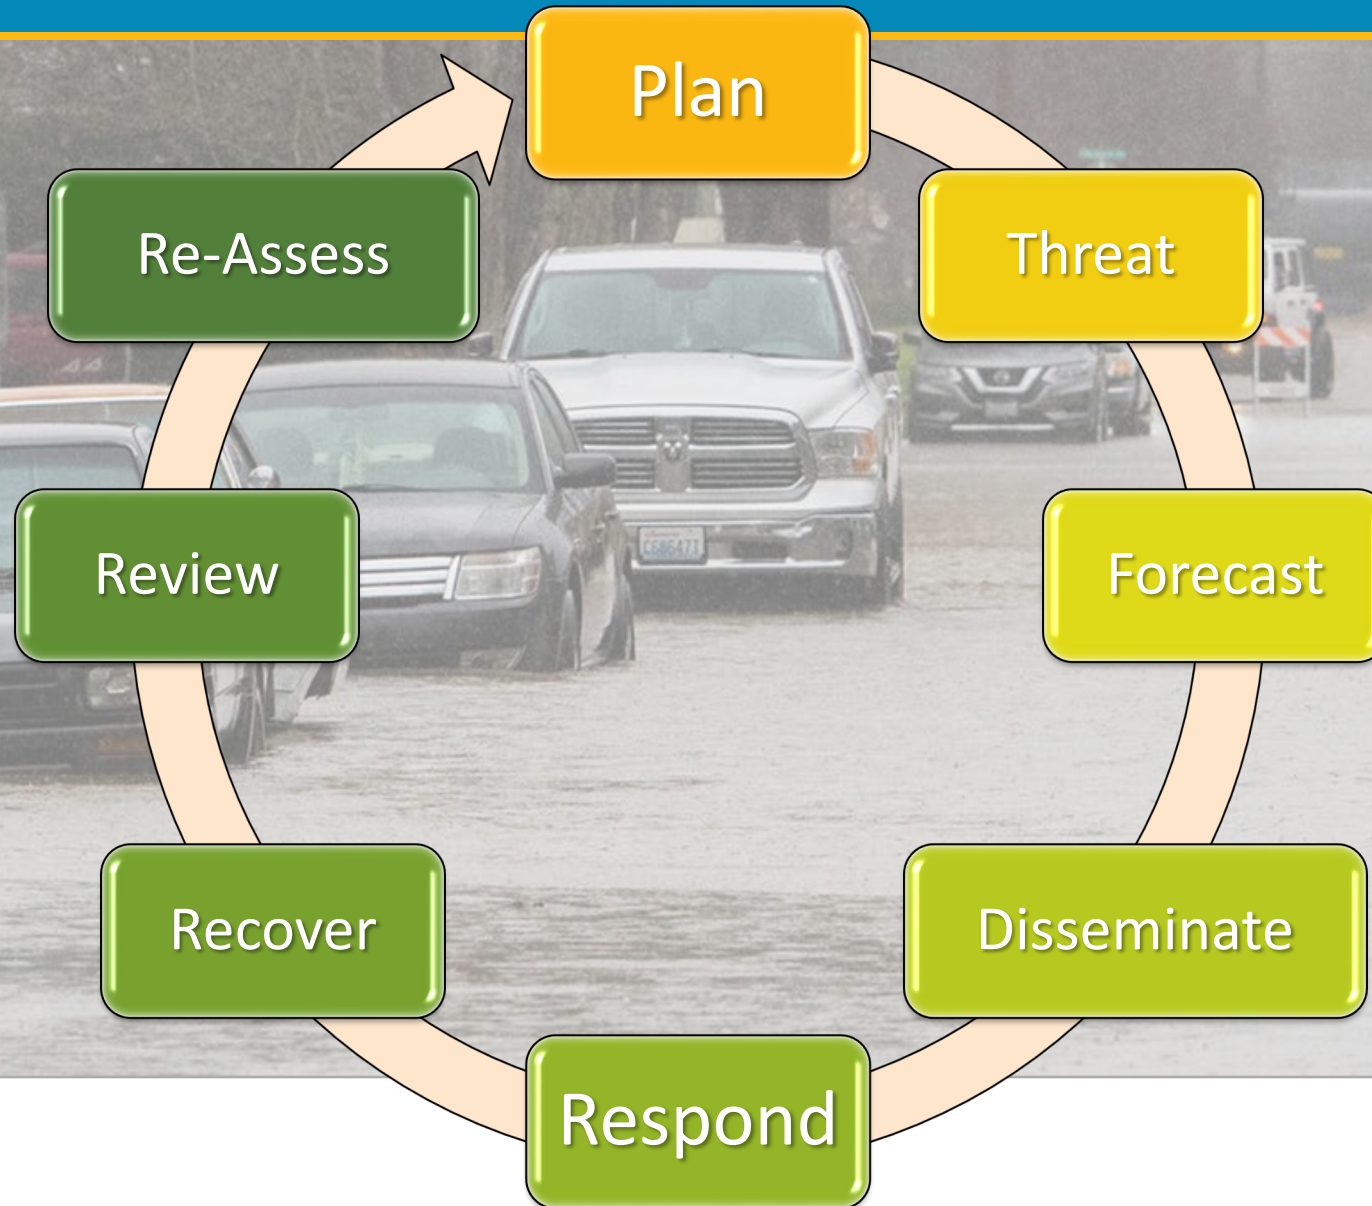 Plan
Threat
Forecast
Disseminate
Respond
Recover
Review
Re-Assess